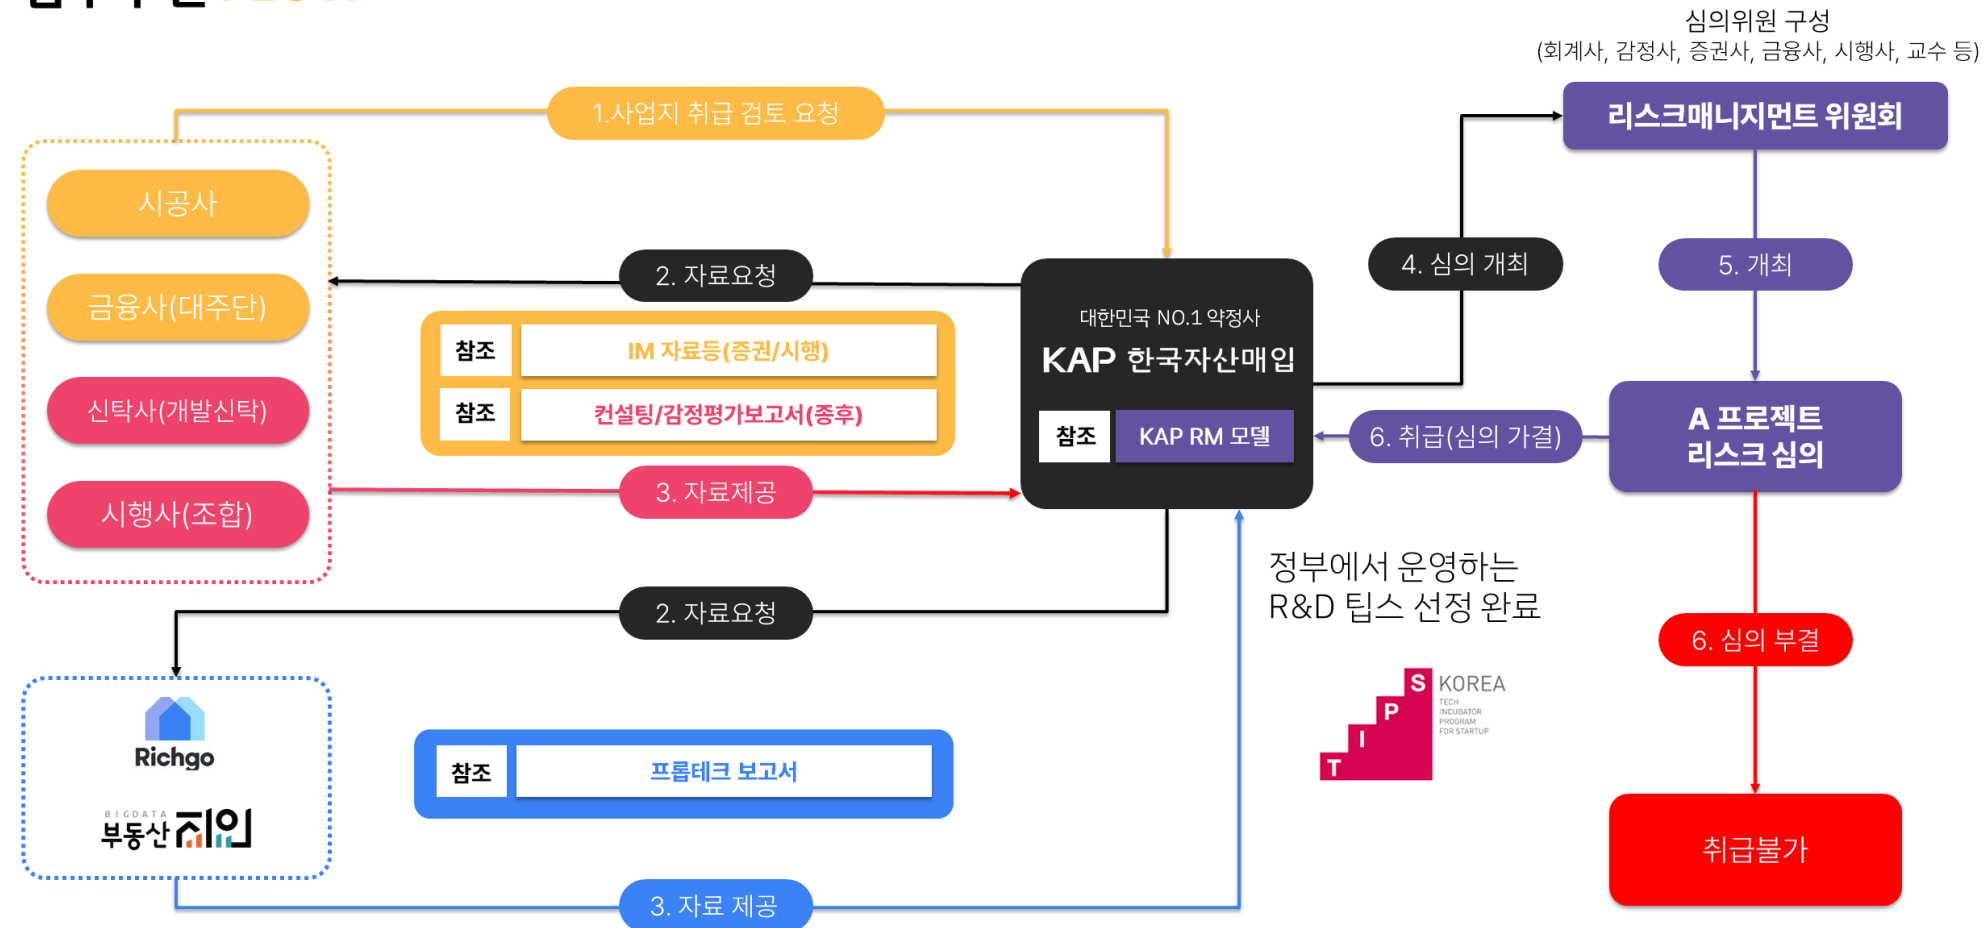 심의위원 구성
(회계사, 감정사, 증권사, 금융사, 시행사, 교수 등)
1.사업지 취급 검토 요청
리스크매니지먼트 위원회
시공사
2. 자료요청
4. 심의 개최
5. 개최
금융사(대주단)
대한민국 NO.1 약정사
KAP 한국자산매입
참조
IM 자료등(증권/시행)
신탁사(개발신탁)
참조
컨설팅/감정평가보고서(종후)
참조
KAP RM 모델
6. 취급(심의 가결)
A 프로젝트
리스크 심의
시행사(조합)
3. 자료제공
정부에서 운영하는
R&D 팁스 선정 완료
2. 자료요청
6. 심의 부결
Richgo
TIPS
KOREA
TECH
INCUBATOR
PROGRAM
FOR STARTUP
참조
프롭테크 보고서
BIGDATA
부동산 지인
취급불가
3. 자료 제공